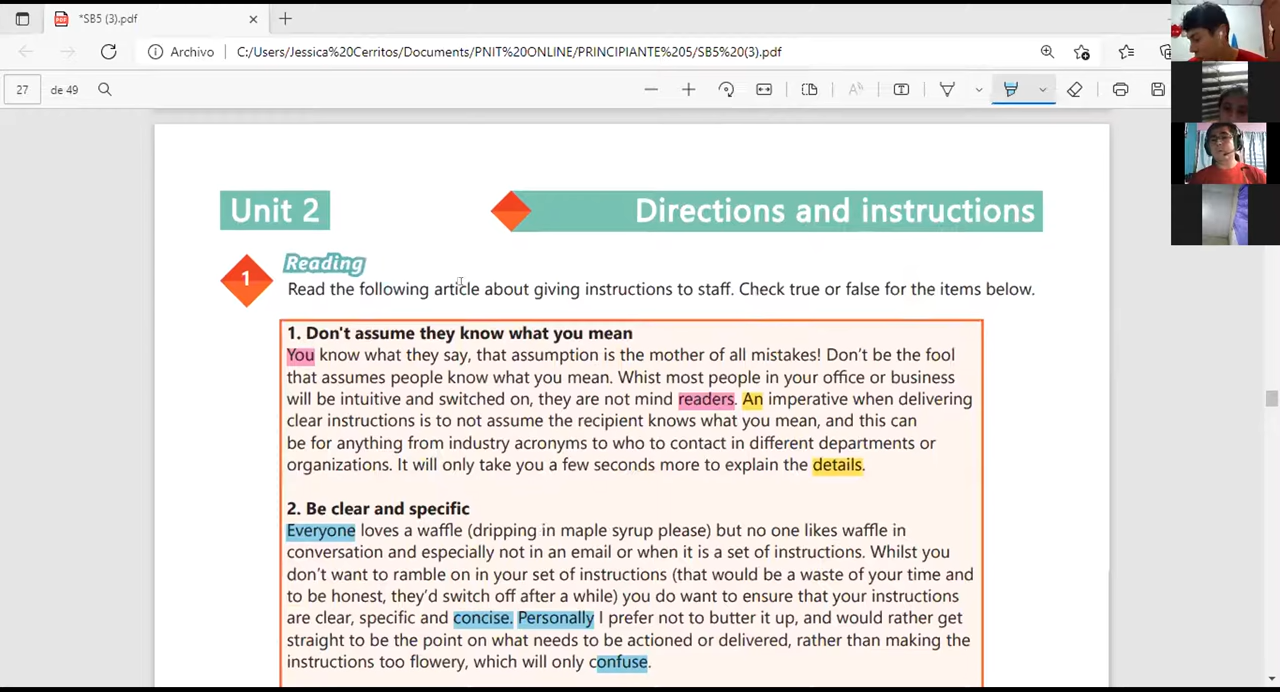 *SB5 (3).pdf
Archivo
C:/Users/Jessica%20Cerritos/Documents/PNIT%20ONLINE/PRINCIPIANTE%205/SB5%20(3).pdf
27 de 49
Unit 2
Directions and instructions
1
Reading
Read the following article about giving instructions to staff. Check true or false for the items below.
1. Don't assume they know what you mean
You know what they say, that assumption is the mother of all mistakes! Don't be the fool
that assumes people know what you mean. Whist most people in your office or business
will be intuitive and switched on, they are not mind readers. An imperative when delivering
clear instructions is to not assume the recipient knows what you mean, and this can
be for anything from industry acronyms to who to contact in different departments or
organizations. It will only take you a few seconds more to explain the details.
2. Be clear and specific
Everyone loves a waffle (dripping in maple syrup please) but no one likes waffle in
conversation and especially not in an email or when it is a set of instructions. Whilst you
don't want to ramble on in your set of instructions (that would be a waste of your time and
to be honest, they'd switch off after a while) you do want to ensure that your instructions
are clear, specific and concise. Personally I prefer not to butter it up, and would rather get
straight to be the point on what needs to be actioned or delivered, rather than making the
instructions too flowery, which will only confuse.